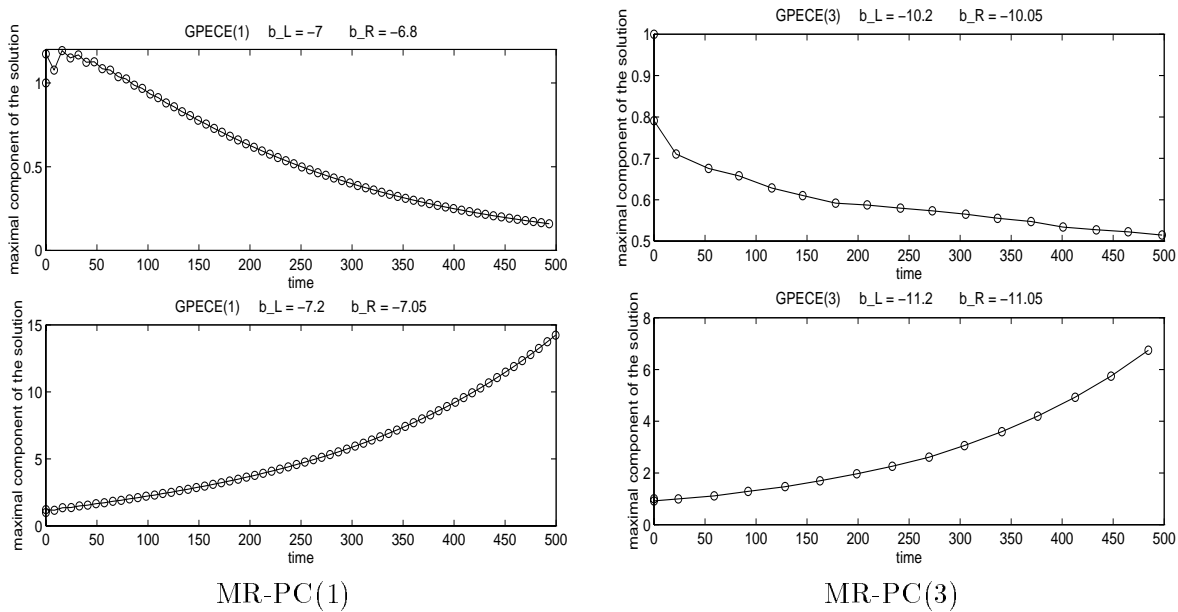 GPECE(1) b_L = −7 b_R = −6.8
maximal component of the solution
1
0.5
0
0 50 100 150 200 250 300 350 400 450 500
time
GPECE(3) b_L = −10.2 b_R = −10.05
maximal component of the solution
1
0.9
0.8
0.7
0.6
0.5
0 50 100 150 200 250 300 350 400 450 500
time
GPECE(1) b_L = −7.2 b_R = −7.05
maximal component of the solution
15
10
5
0
0 50 100 150 200 250 300 350 400 450 500
time
GPECE(3) b_L = −11.2 b_R = −11.05
maximal component of the solution
8
6
4
2
0
0 50 100 150 200 250 300 350 400 450 500
time
MR-PC(1)
MR-PC(3)